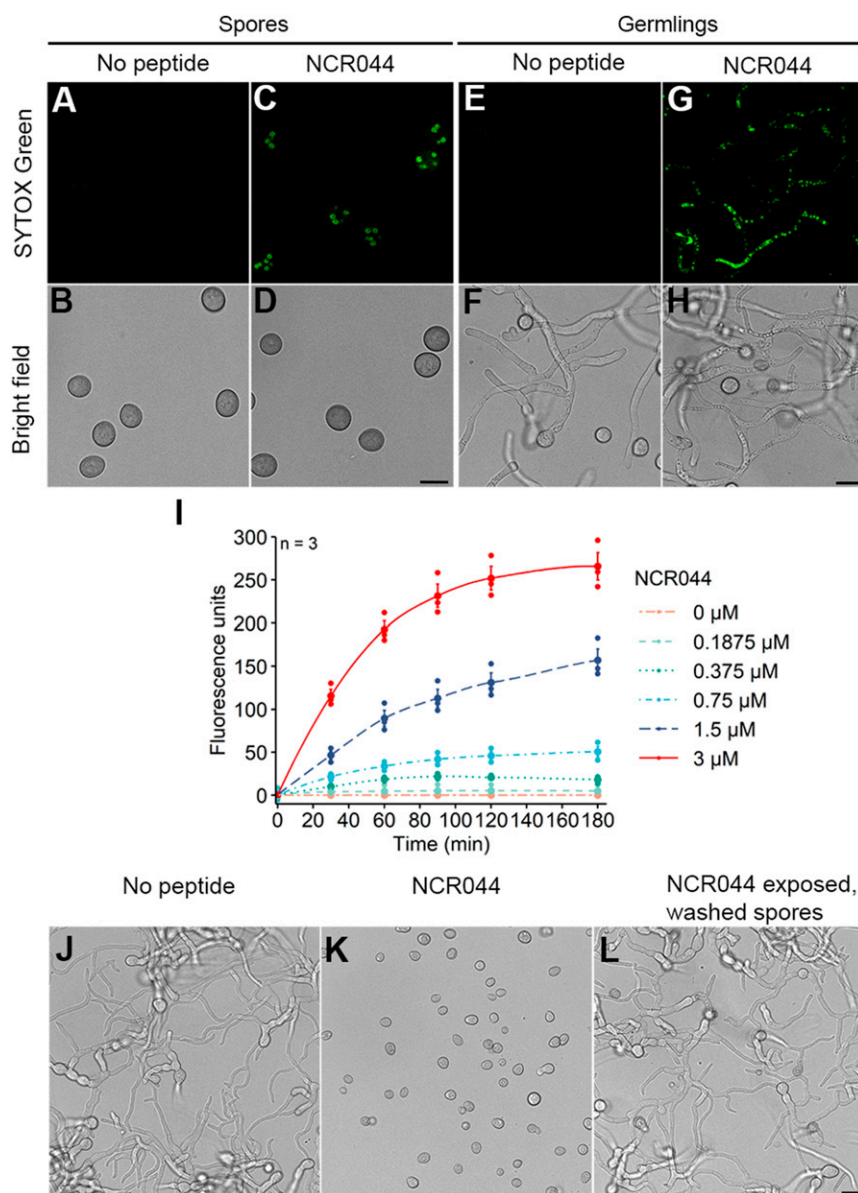 Spores Germlings
No peptide NCR044 No peptide NCR044
A C E G
SYTOX Green
B D F H
Bright field
I
300
n = 3
250
200
150
100
50
0
Fluorescence units
0 20 40 60 80 100 120 140 160 180
Time (min)
NCR044
0 µM
0.1875 µM
0.375 µM
0.75 µM
1.5 µM
3 µM
No peptide NCR044 NCR044 exposed,
washed spores
J K L